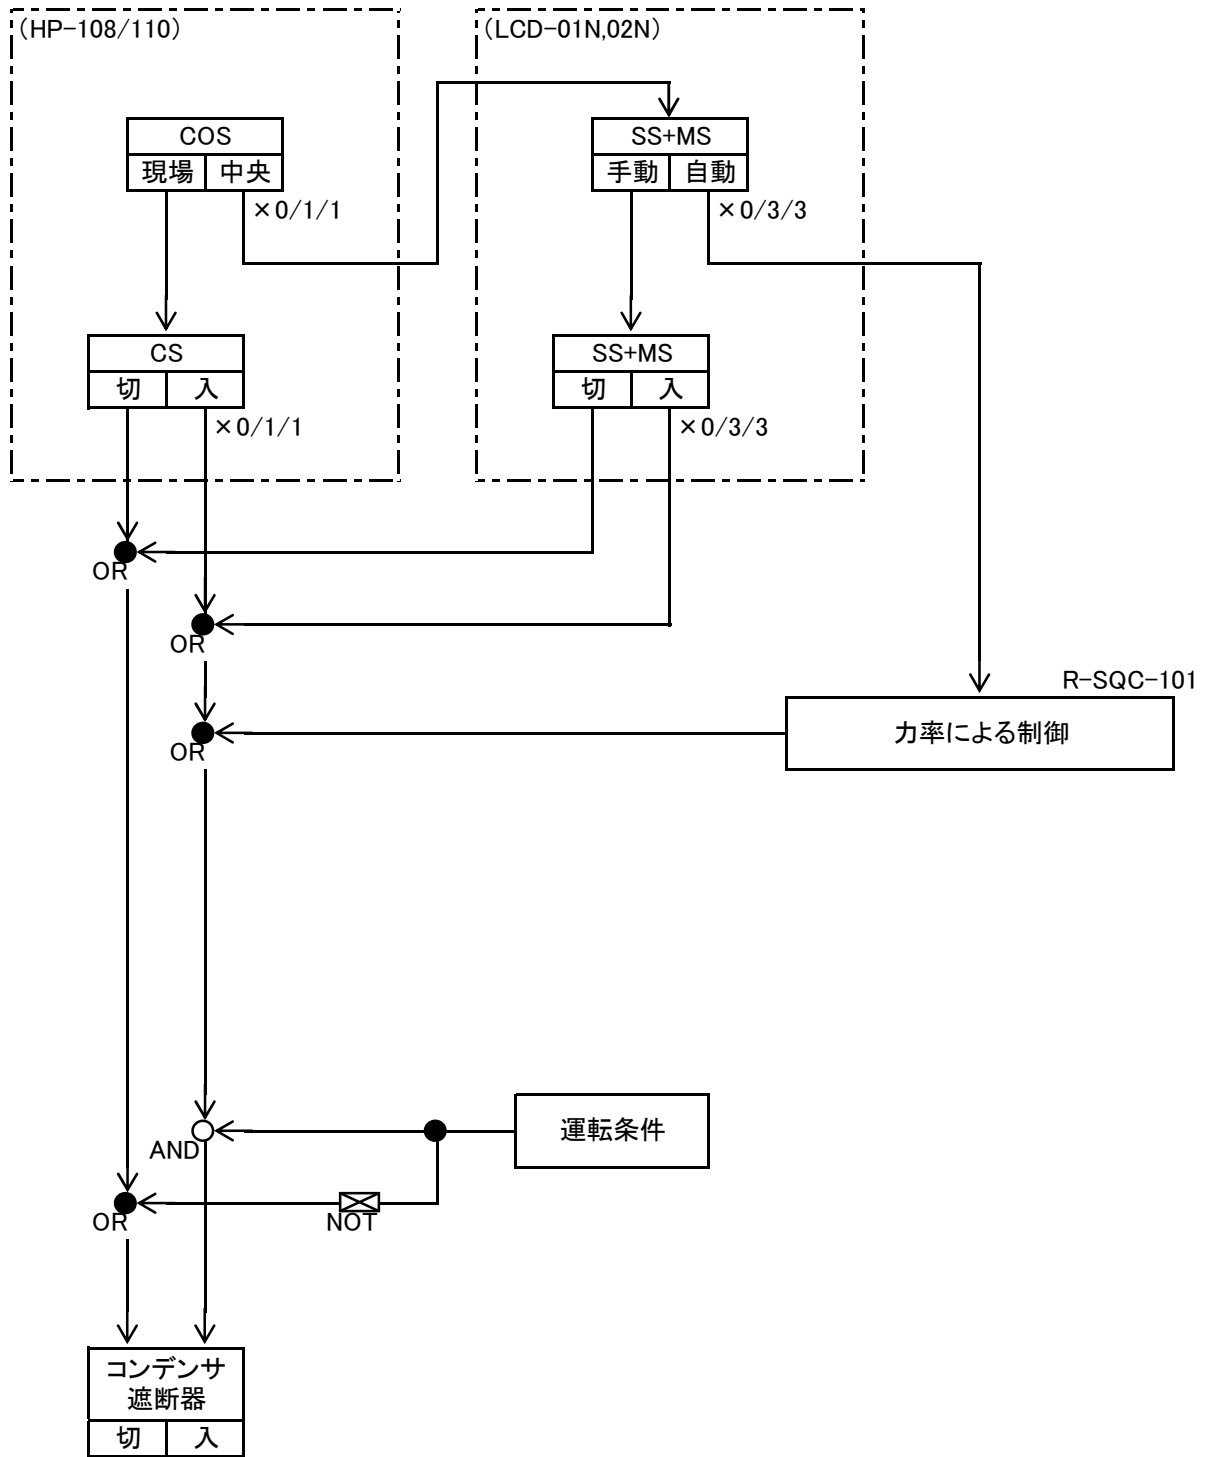 (HP-108/110)
(LCD-01N,02N)
COS
現場 中央
×0/1/1
SS+MS
手動 自動
×0/3/3
CS
切 入
×0/1/1
SS+MS
切 入
×0/3/3
OR
OR
R-SQC-101
力率による制御
OR
運転条件
AND
OR
NOT
コンデンサ
遮断器
切 入